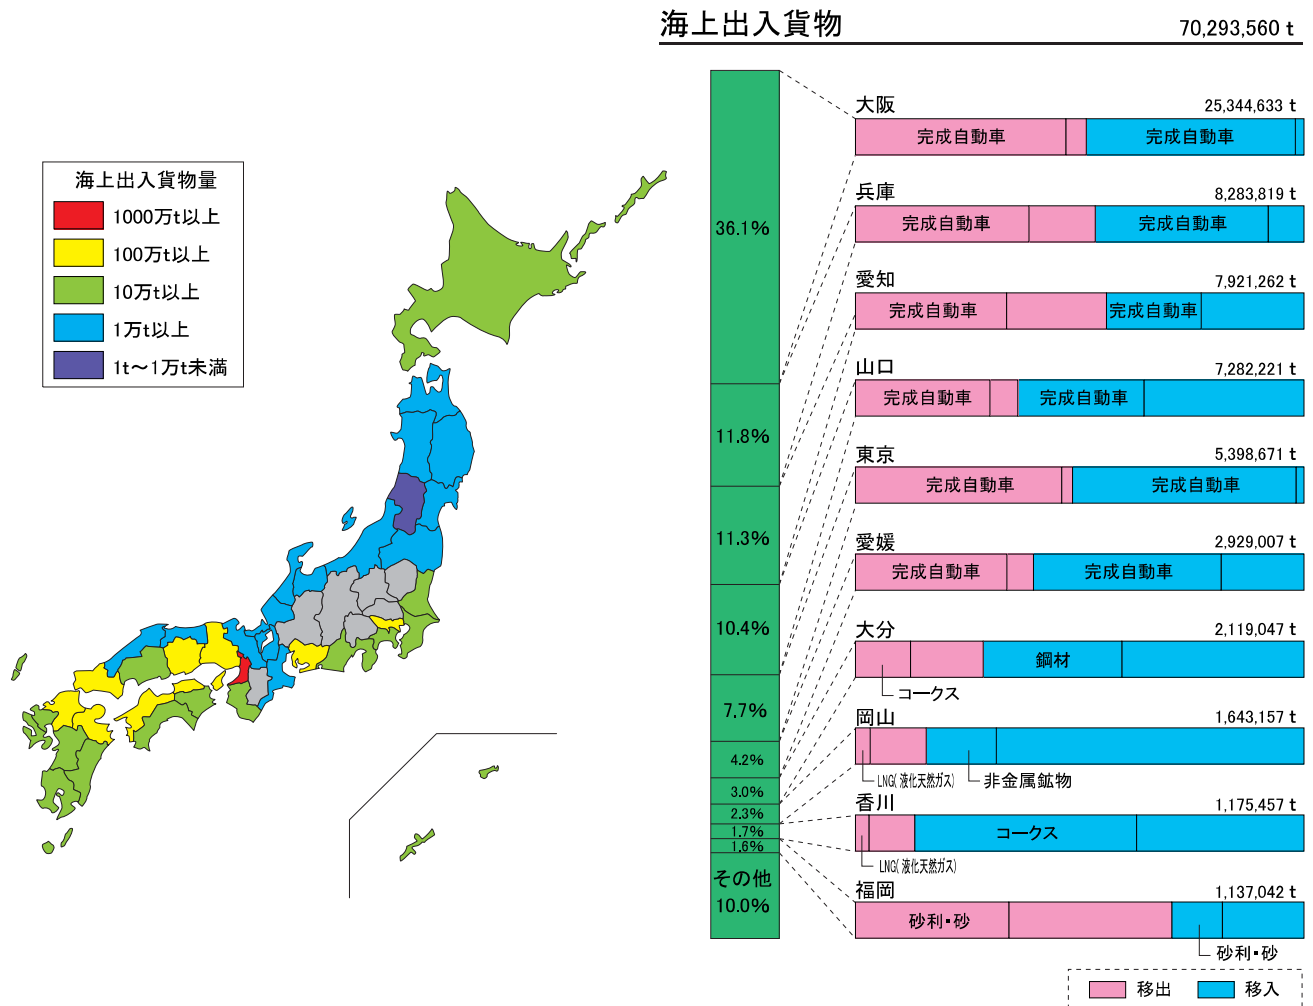 海上出入貨物 70,293,560 t
海上出入貨物量
1000万t以上
100万t以上
10万t以上
1万t以上
1t～1万t未満
36.1%
11.8%
11.3%
10.4%
7.7%
4.2%
3.0%
2.3%
1.7%
1.6%
その他
10.0%
大阪 25,344,633 t
完成自動車 完成自動車
兵庫 8,283,819 t
完成自動車 完成自動車
愛知 7,921,262 t
完成自動車 完成自動車
山口 7,282,221 t
完成自動車 完成自動車
東京 5,398,671 t
完成自動車 完成自動車
愛媛 2,929,007 t
完成自動車 完成自動車
大分 2,119,047 t
鋼材
コークス
岡山 1,643,157 t
LNG(液化天然ガス) 非金属鉱物
香川 1,175,457 t
コークス
LNG(液化天然ガス)
福岡 1,137,042 t
砂利・砂
砂利・砂
移出 移入